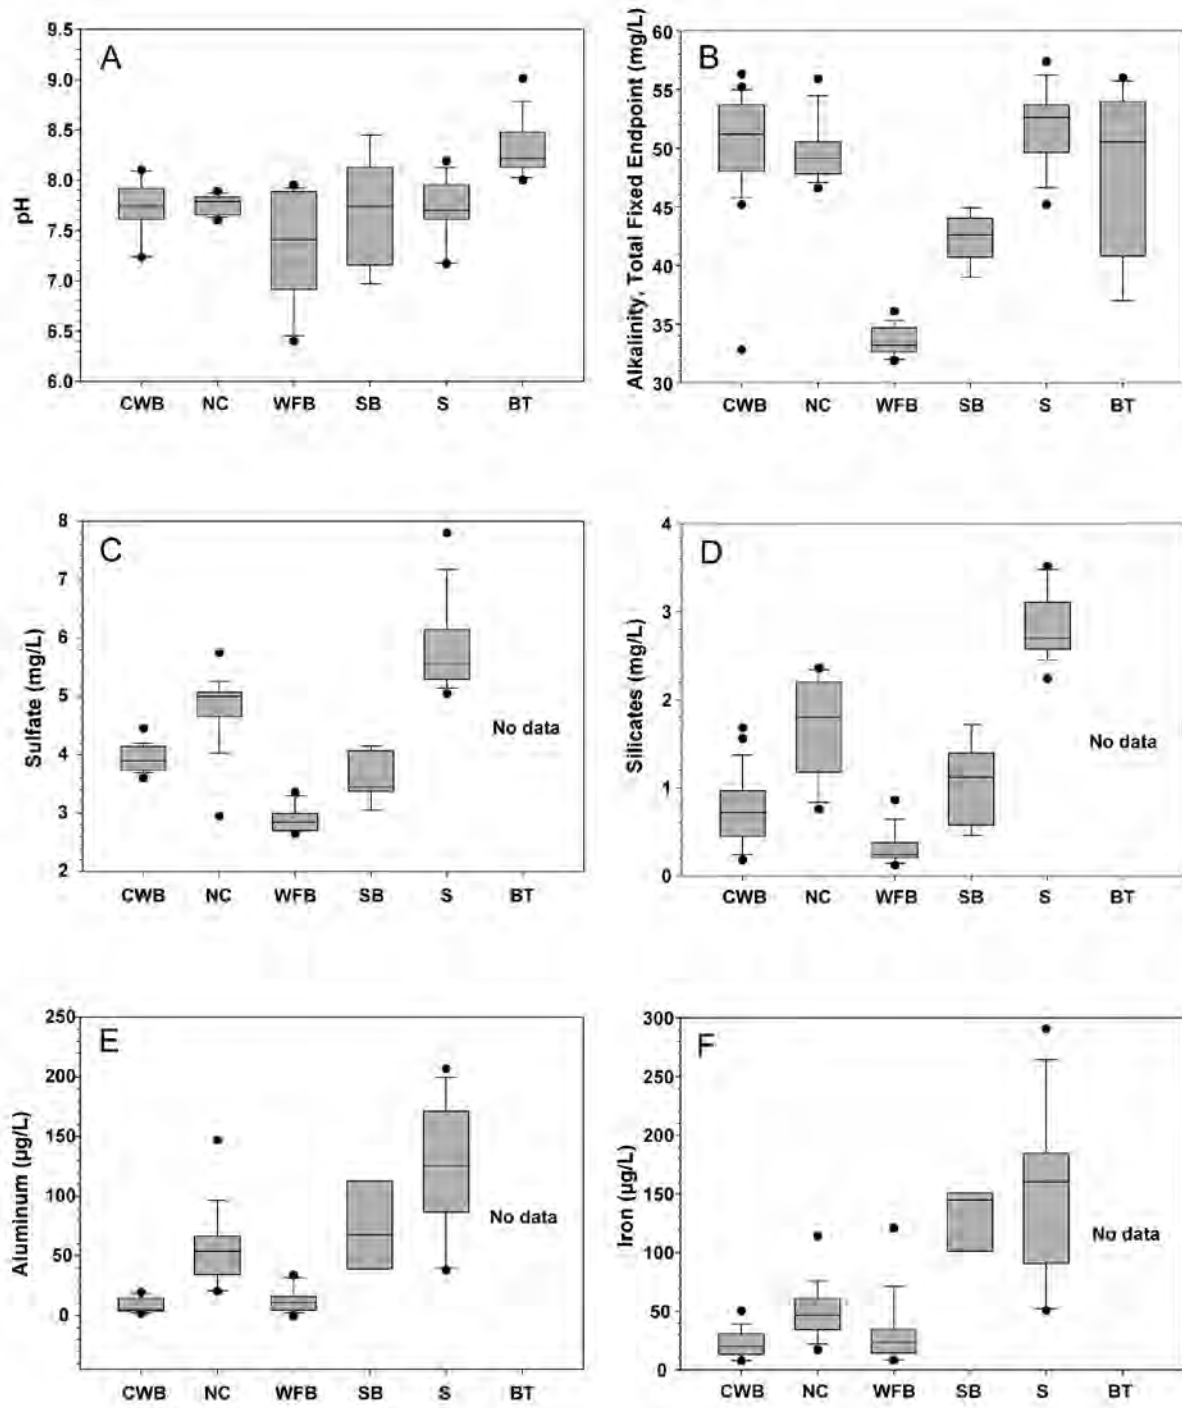 A
pH
9.5
9.0
8.5
8.0
7.5
7.0
6.5
6.0
CWB NC WFB SB S BT
B
Alkalinity, Total Fixed Endpoint (mg/L)
60
55
50
45
40
35
30
CWB NC WFB SB S BT
C
Sulfate (mg/L)
8
7
6
5
4
3
2
No data
CWB NC WFB SB S BT
D
Silicates (mg/L)
4
3
2
1
0
No data
CWB NC WFB SB S BT
E
Aluminum (µg/L)
250
200
150
100
50
0
No data
CWB NC WFB SB S BT
F
Iron (µg/L)
300
250
200
150
100
50
0
No data
CWB NC WFB SB S BT